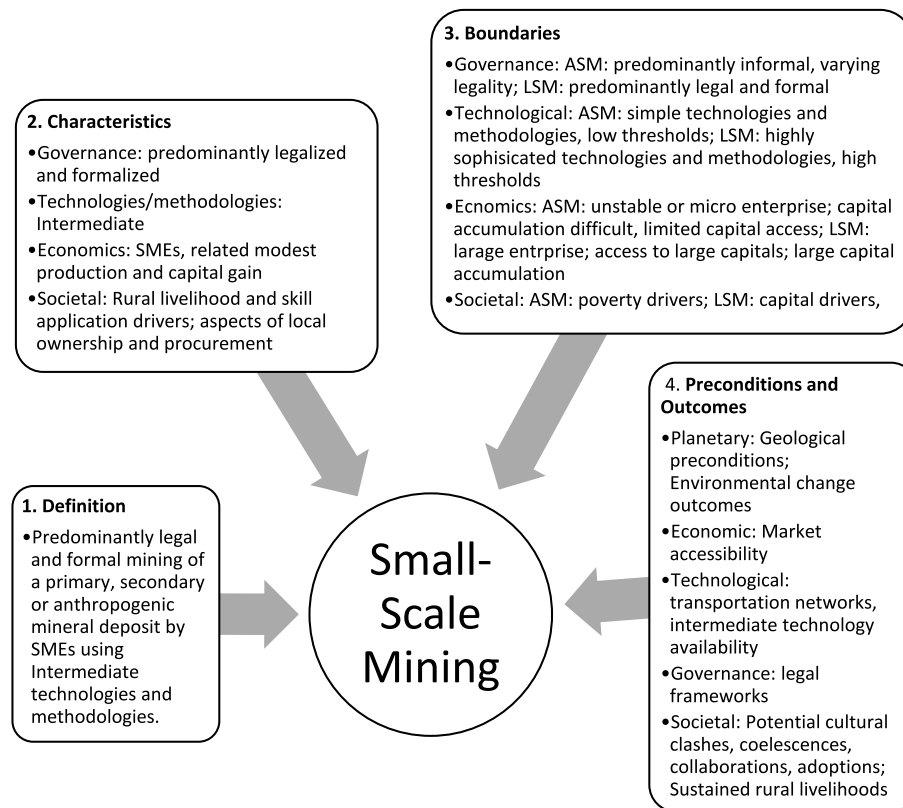 1. Definition
•Predominantly legal
and formal mining of
a primary, secondary
or anthropogenic
mineral deposit by
SMEs using
Intermediate
technologies and
methodologies.
2. Characteristics
•Governance: predominantly legalized
and formalized
•Technologies/methodologies:
Intermediate
•Economics: SMEs, related modest
production and capital gain
•Societal: Rural livelihood and skill
application drivers; aspects of local
ownership and procurement
3. Boundaries
•Governance: ASM: predominantly informal, varying
legality; LSM: predominantly legal and formal
•Technological: ASM: simple technologies and
methodologies, low thresholds; LSM: highly
sophisicated technologies and methodologies, high
thresholds
•Ecnomics: ASM: unstable or micro enterprise; capital
accumulation difficult, limited capital access; LSM:
larage entrprise; access to large capitals; large capital
accumulation
•Societal: ASM: poverty drivers; LSM: capital drivers,
4. Preconditions and
Outcomes
•Planetary: Geological
preconditions;
Environmental change
outcomes
•Economic: Market
accessibility
•Technological:
transportation networks,
intermediate technology
availability
•Governance: legal
frameworks
•Societal: Potential cultural
clashes, coelescences,
collaborations, adoptions;
Sustained rural livelihoods
Small-
Scale
Mining